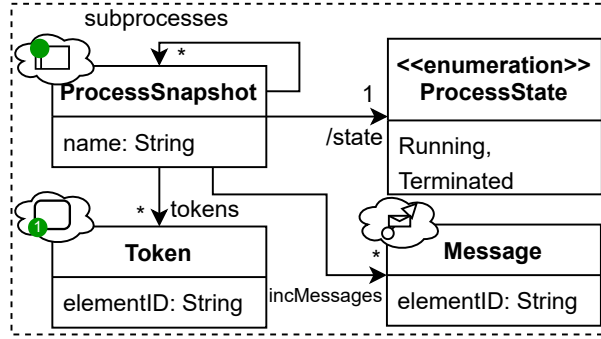 subprocesses
*
ProcessSnapshot
name: String
1
/state
<<enumeration>>
ProcessState
Running,
Terminated
* tokens
1
Token
elementID: String
*
incMessages
Message
elementID: String